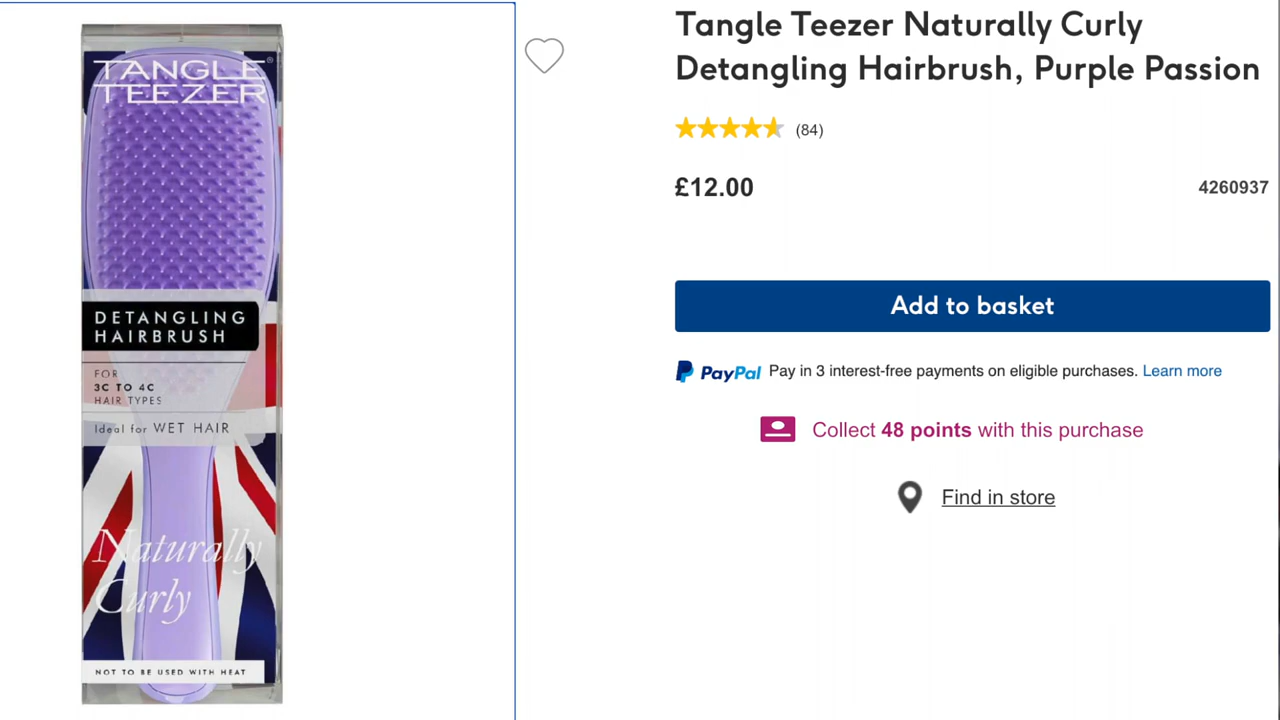 TANGLE
TEEZER®
DETANGLING
HAIRBRUSH
FOR
3C TO 4C
HAIR TYPES
Ideal for WET HAIR
Naturally
Curly
NOT TO BE USED WITH HEAT
Tangle Teezer Naturally Curly
Detangling Hairbrush, Purple Passion
(84)
£12.00
4260937
Add to basket
PayPal Pay in 3 interest-free payments on eligible purchases. Learn more
Collect 48 points with this purchase
Find in store